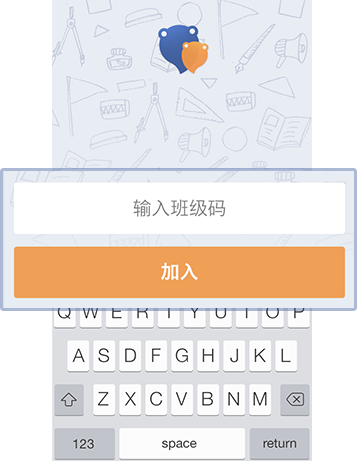 输入班级码
加入
Q W E R T Y U I O P
A S D F G H J K L
Z X C V B N M
123 space return